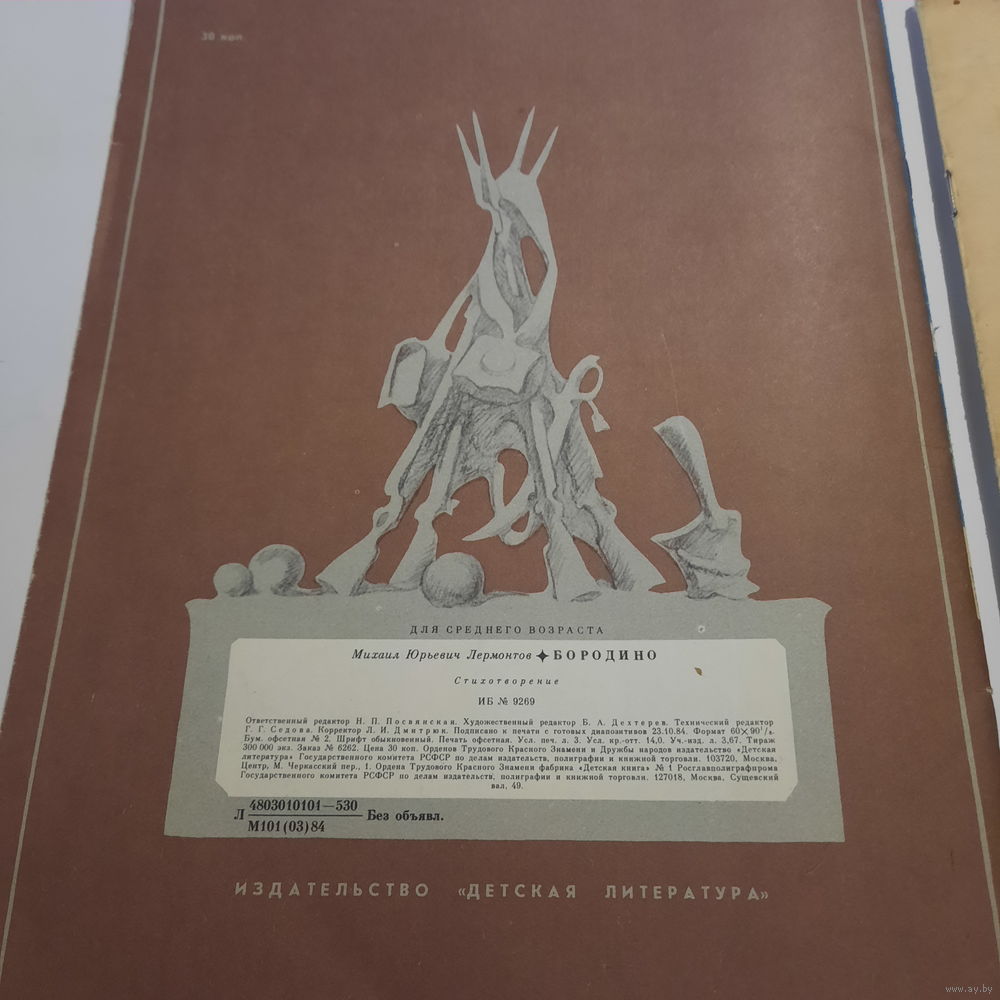 30 коп.
ДЛЯ СРЕДНЕГО ВОЗРАСТА
Михаил Юрьевич Лермонтов ✦ БОРОДИНО
Стихотворение
ИБ № 9269
Ответственный редактор Н. П. Посвянская. Художественный редактор Б. А. Дехтерев. Технический редактор
Г. Г. Седова. Корректор Л. И. Дмитрюк. Подписано к печати с готовых диапозитивов 23.10.84. Формат 60×90¹/₈.
Бум. офсетная № 2. Шрифт обыкновенный. Печать офсетная. Усл. печ. л. 3. Усл. кр.-отт. 14,0. Уч.-изд. л. 3,67. Тираж
300 000 экз. Заказ № 6262. Цена 30 коп. Орденов Трудового Красного Знамени и Дружбы народов издательство «Детская
литература» Государственного комитета РСФСР по делам издательств, полиграфии и книжной торговли. 103720, Москва,
Центр, М. Черкасский пер., 1. Ордена Трудового Красного Знамени фабрика «Детская книга» № 1 Росглавполиграфпрома
Государственного комитета РСФСР по делам издательств, полиграфии и книжной торговли. 127018, Москва, Сущевский
вал, 49.
Л 4803010101—530 Без объявл.
М101(03)84
ИЗДАТЕЛЬСТВО «ДЕТСКАЯ ЛИТЕРАТУРА»
www.ay.by